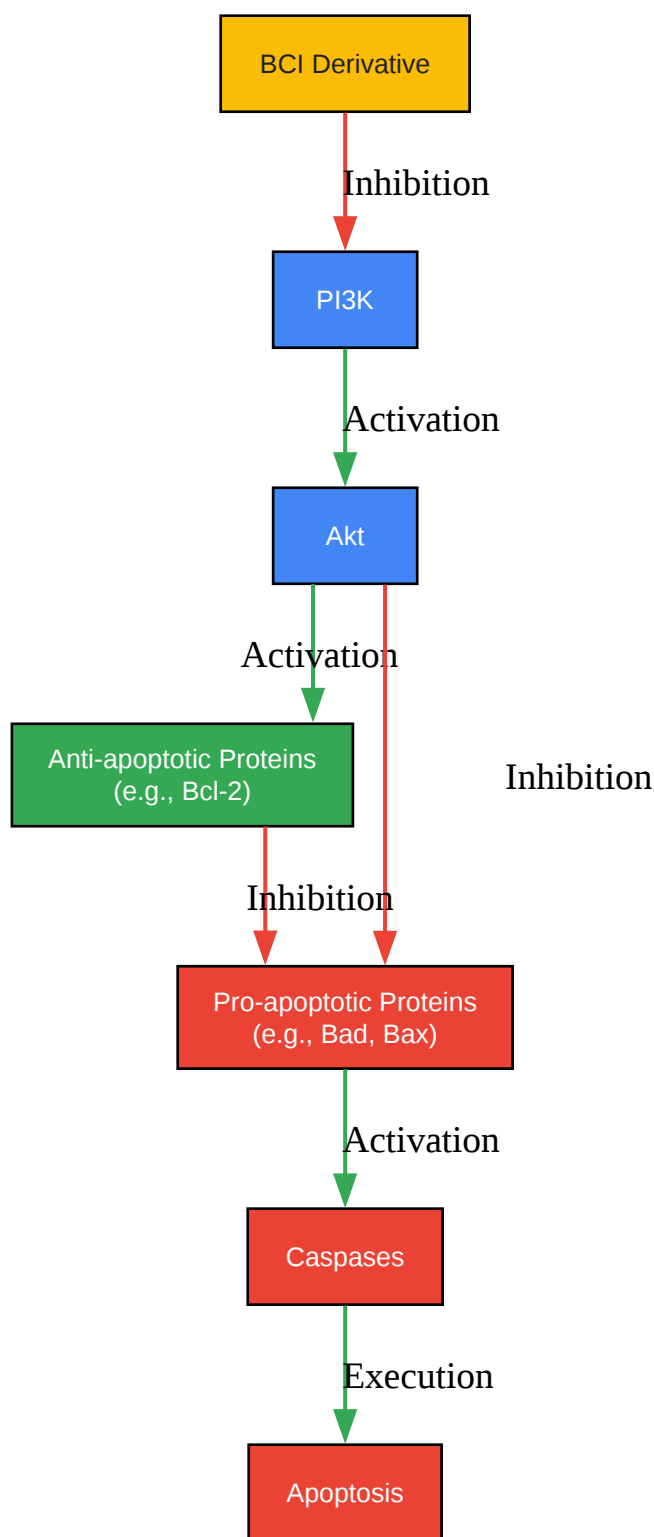 BCI Derivative
Inhibition
PI3K
Activation
Akt
Activation
Anti-apoptotic Proteins
(e.g., Bcl-2)
Inhibition
Inhibition
Pro-apoptotic Proteins
(e.g., Bad, Bax)
Activation
Caspases
Execution
Apoptosis